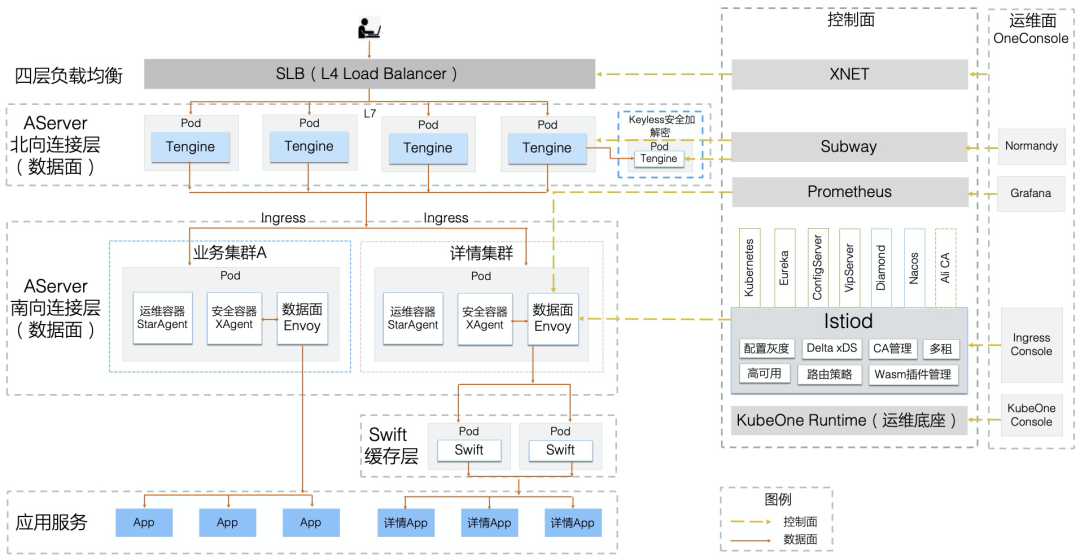 四层负载均衡
SLB（L4 Load Balancer）
L7
AServer
北向连接层
（数据面）
Pod
Tengine
Pod
Tengine
Pod
Tengine
Pod
Tengine
Keyless安全加
解密
Pod
Tengine
Ingress
Ingress
AServer
南向连接层
（数据面）
业务集群A
Pod
运维容器
StarAgent
安全容器
XAgent
数据面
Envoy
详情集群
Pod
运维容器
StarAgent
安全容器
XAgent
数据面
Envoy
Swift
缓存层
Pod
Swift
Pod
Swift
应用服务
App
App
App
详情App
详情App
详情App
控制面
XNET
Subway
Prometheus
Kubernetes
Eureka
ConfigServer
VipServer
Diamond
Nacos
Ali CA
Istiod
配置灰度
Delta xDS
CA管理
多租
高可用
路由策略
Wasm插件管理
KubeOne Runtime（运维底座）
运维面
OneConsole
Normandy
Grafana
Ingress
Console
KubeOne
Console
图例
控制面
数据面